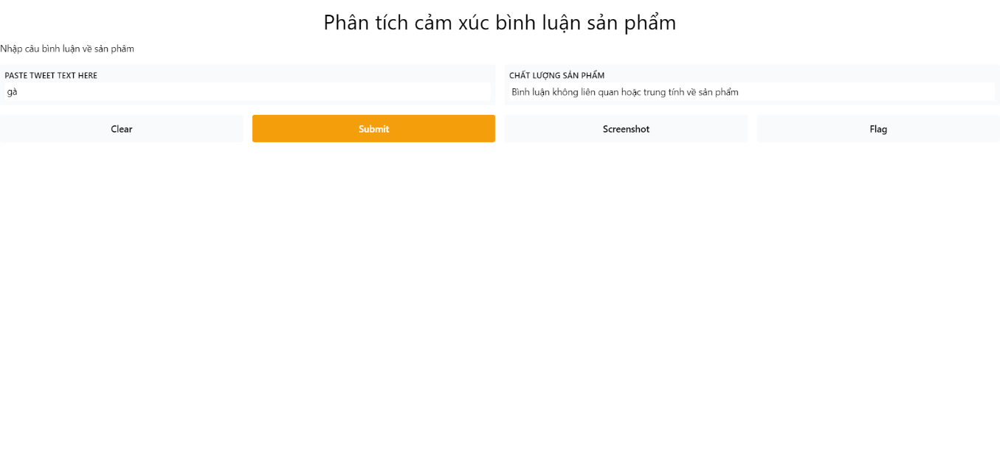 Phân tích cảm xúc bình luận sản phẩm
Nhập câu bình luận về sản phâm
PASTE TWEET TEXT HERE
gà
CHẤT LƯỢNG SẢN PHẨM
Bình luận không liên quan hoặc trung tính về sản phẩm
Clear
Submit
Screenshot
Flag